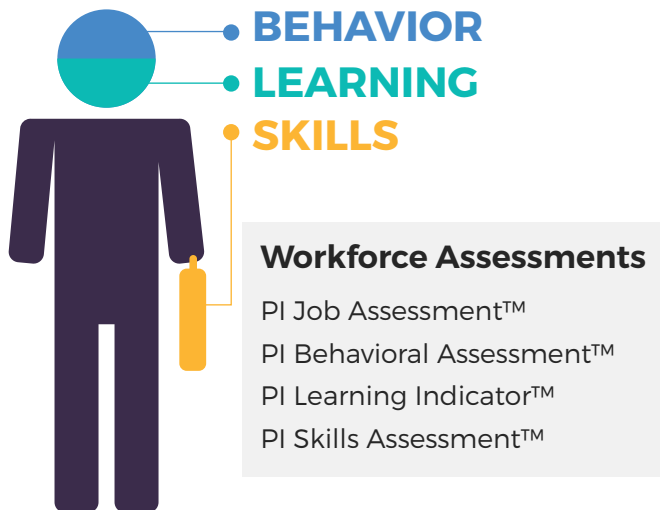 BEHAVIOR
LEARNING
SKILLS
Workforce Assessments
PI Job Assessment™
PI Behavioral Assessment™
PI Learning Indicator™
PI Skills Assessment™